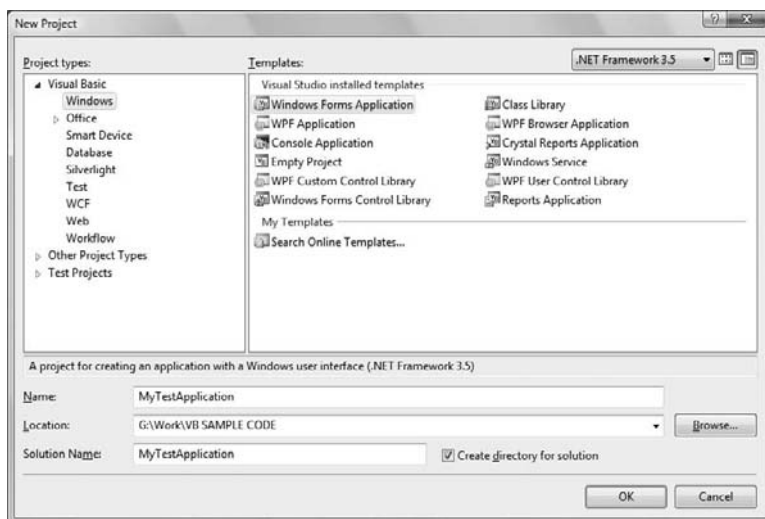 New Project
Project types:
Visual Basic
Windows
Office
Smart Device
Database
Silverlight
Test
WCF
Web
Workflow
Other Project Types
Test Projects
Templates:
.NET Framework 3.5
Visual Studio installed templates
Windows Forms Application
Class Library
WPF Application
WPF Browser Application
Console Application
Crystal Reports Application
Empty Project
Windows Service
WPF Custom Control Library
WPF User Control Library
Windows Forms Control Library
Reports Application
My Templates
Search Online Templates...
A project for creating an application with a Windows user interface (.NET Framework 3.5)
Name:
MyTestApplication
Location:
G:\Work\VB SAMPLE CODE
Browse...
Solution Name:
MyTestApplication
Create directory for solution
OK
Cancel